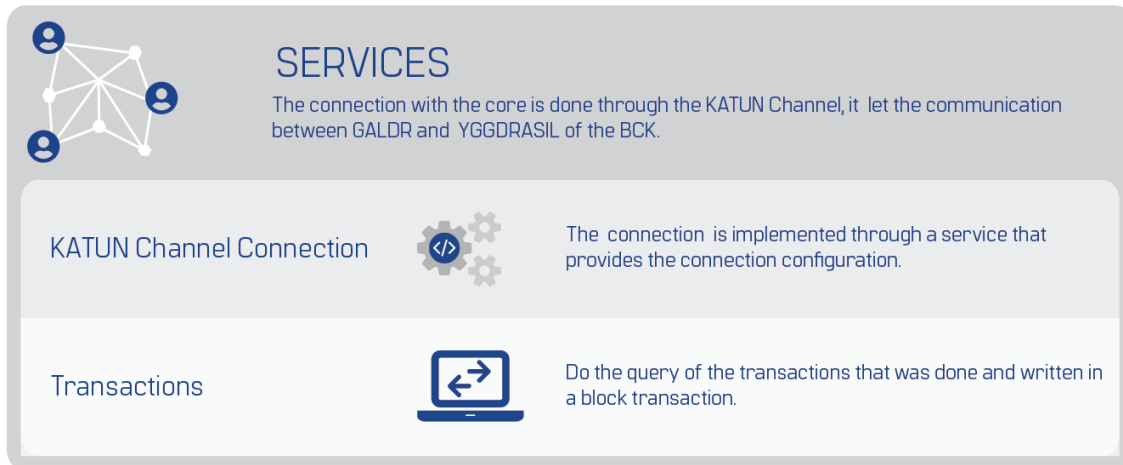 SERVICES
The connection with the core is done through the KATUN Channel, it let the communication
between GALDR and YGGDRASIL of the BCK.
KATUN Channel Connection
</>
The connection is implemented through a service that
provides the connection configuration.
Transactions
Do the query of the transactions that was done and written in
a block transaction.